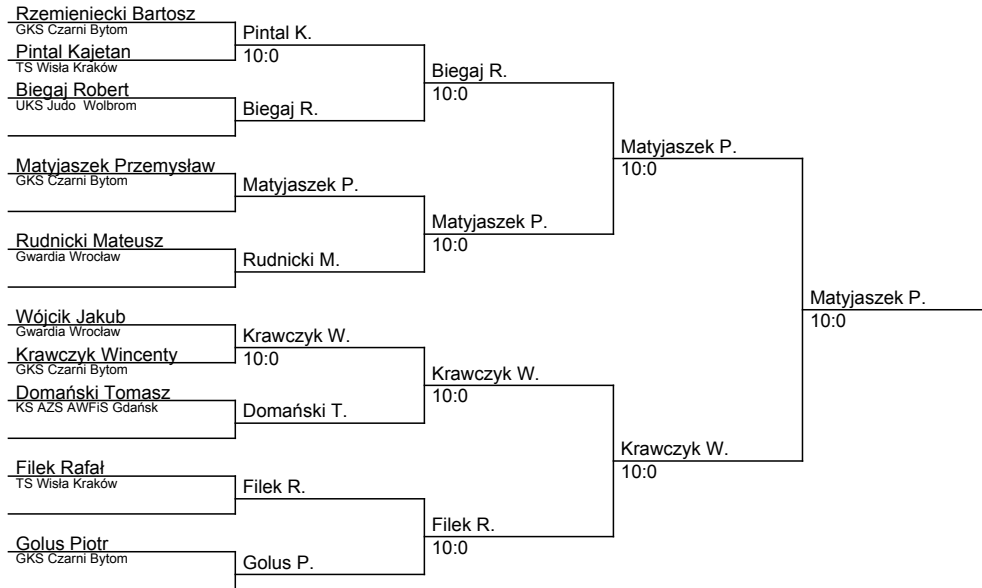 Rzemieniecki Bartosz
GKS Czarni Bytom
Pintal Kajetan
TS Wisła Kraków
Biegaj Robert
UKS Judo Wolbrom
Matyjaszek Przemysław
GKS Czarni Bytom
Rudnicki Mateusz
Gwardia Wrocław
Wójcik Jakub
Gwardia Wrocław
Krawczyk Wincenty
GKS Czarni Bytom
Domański Tomasz
KS AZS AWFiS Gdańsk
Filek Rafał
TS Wisła Kraków
Golus Piotr
GKS Czarni Bytom
Pintal K.
10:0
Biegaj R.
Matyjaszek P.
Rudnicki M.
Krawczyk W.
10:0
Domański T.
Filek R.
Golus P.
Biegaj R.
10:0
Matyjaszek P.
10:0
Krawczyk W.
10:0
Filek R.
10:0
Matyjaszek P.
10:0
Krawczyk W.
10:0
Matyjaszek P.
10:0